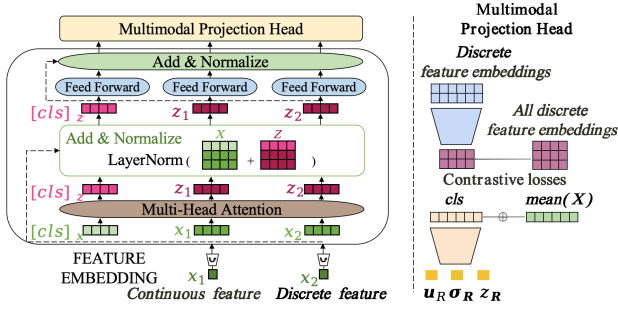 Multimodal Projection Head
Add & Normalize
Feed Forward
Feed Forward
Feed Forward
[cls] z
z1
z2
Add & Normalize
X
Z
LayerNorm (
+
)
[cls] z
z1
z2
Multi-Head Attention
[cls] x
x1
x2
FEATURE
EMBEDDING
x1
x2
Continuous feature
Discrete feature
Multimodal
Projection Head
Discrete
feature embeddings
All discrete
feature embeddings
Contrastive losses
cls
mean(X)
uR σR zR